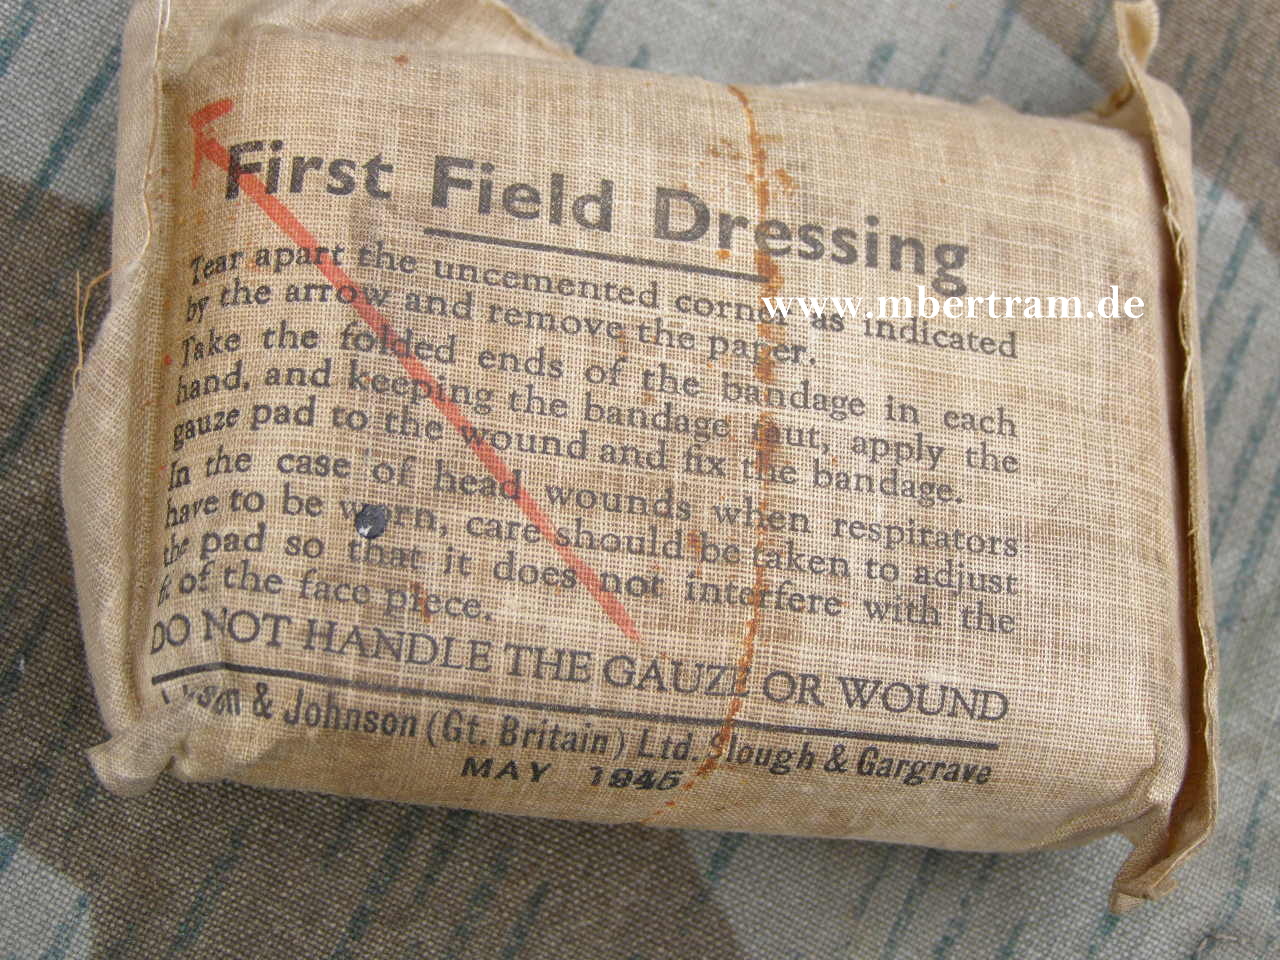 First Field Dressing
Tear apart the uncemented corner as indicated
by the arrow and remove the paper.
Take the folded ends of the bandage in each
hand, and keeping the bandage taut, apply the
gauze pad to the wound and fix the bandage.
In the case of head wounds when respirators
have to be worn, care should be taken to adjust
the pad so that it does not interfere with the
of the face piece.
DO NOT HANDLE THE GAUZE OR WOUND
& Johnson (Gt. Britain) Ltd. Slough & Gargrave
MAY 1945
www.mbertram.de